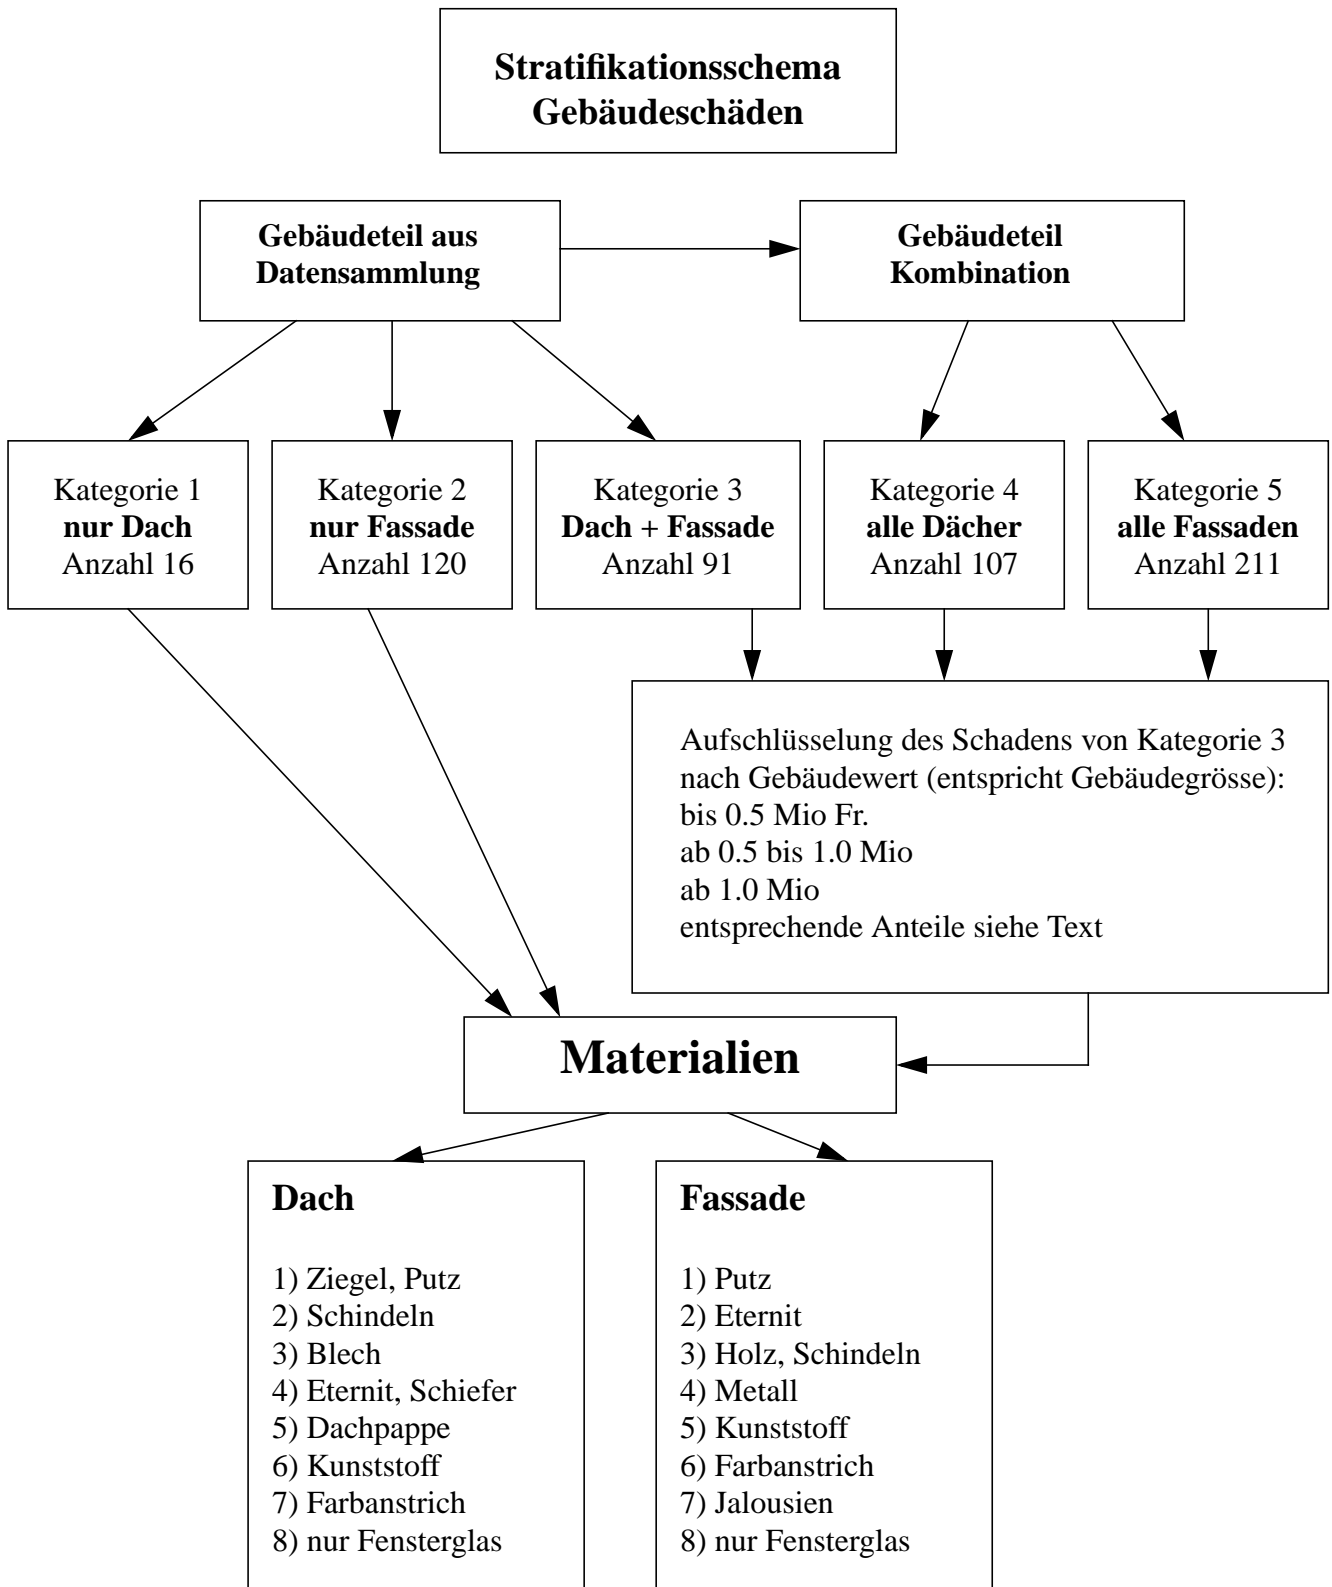 Stratifikationsschema
Gebäudeschäden
Gebäudeteil aus
Datensammlung
Gebäudeteil
Kombination
Kategorie 1
nur Dach
Anzahl 16
Kategorie 2
nur Fassade
Anzahl 120
Kategorie 3
Dach + Fassade
Anzahl 91
Kategorie 4
alle Dächer
Anzahl 107
Kategorie 5
alle Fassaden
Anzahl 211
Aufschlüsselung des Schadens von Kategorie 3
nach Gebäudewert (entspricht Gebäudegrösse):
bis 0.5 Mio Fr.
ab 0.5 bis 1.0 Mio
ab 1.0 Mio
entsprechende Anteile siehe Text
Materialien
Dach
1) Ziegel, Putz
2) Schindeln
3) Blech
4) Eternit, Schiefer
5) Dachpappe
6) Kunststoff
7) Farbanstrich
8) nur Fensterglas
Fassade
1) Putz
2) Eternit
3) Holz, Schindeln
4) Metall
5) Kunststoff
6) Farbanstrich
7) Jalousien
8) nur Fensterglas